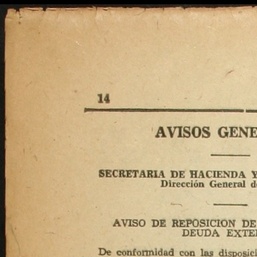 14
AVISOS GENE
SECRETARIA DE HACIENDA Y
Dirección General d
AVISO DE REPOSICION DE
DEUDA EXTE
De conformidad con las disposici